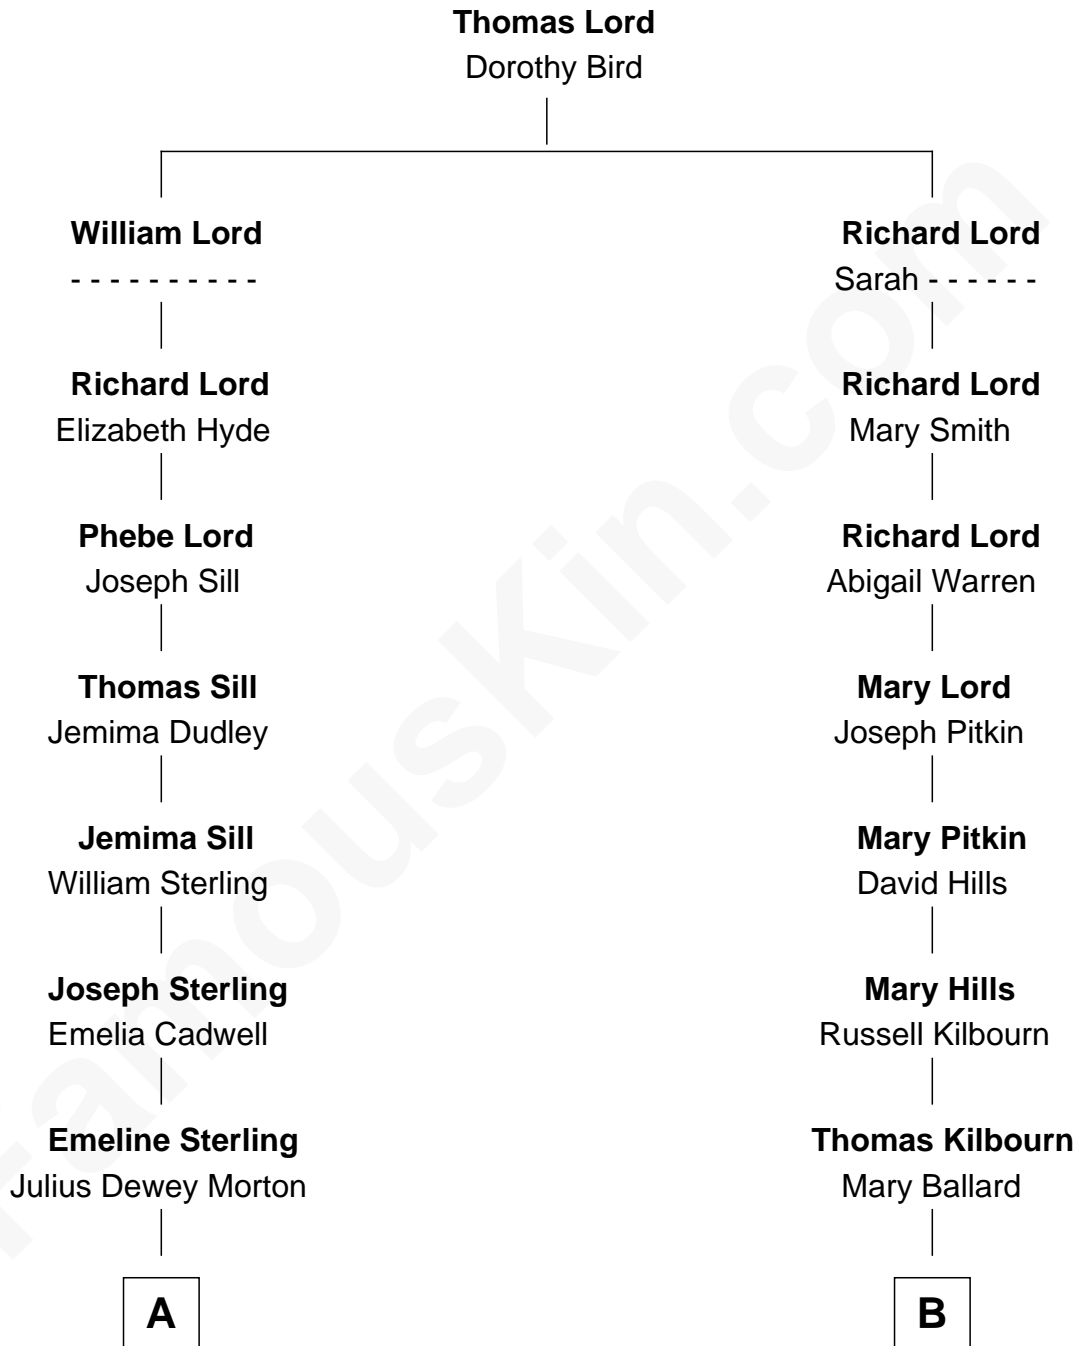 Thomas Lord
Dorothy Bird
William Lord
- - - - - - - - - -
Richard Lord
Sarah - - - - - -
Richard Lord
Elizabeth Hyde
Richard Lord
Mary Smith
Phebe Lord
Joseph Sill
Richard Lord
Abigail Warren
Thomas Sill
Jemima Dudley
Mary Lord
Joseph Pitkin
Jemima Sill
William Sterling
Mary Pitkin
David Hills
Joseph Sterling
Emelia Cadwell
Mary Hills
Russell Kilbourn
Emeline Sterling
Julius Dewey Morton
Thomas Kilbourn
Mary Ballard
A
B
FamousKin.com